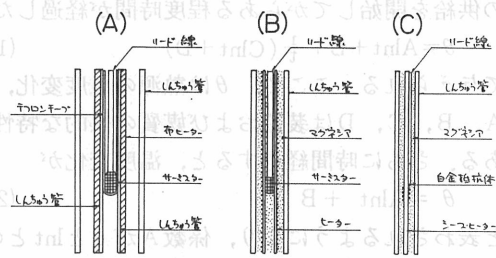 (A)
リード線
しんちゅう管
テフロンテープ
布ヒーター
サーミスター
しんちゅう管
しんちゅう管
(B)
リード線
しんちゅう管
マグネシア
サーミスター
ヒーター
(C)
リード線
しんちゅう管
マグネシア
白金抵抗体
シーズヒーター